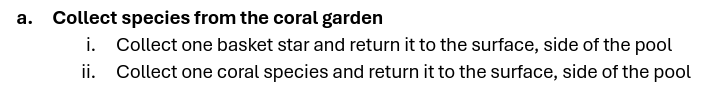 a. Collect species from the coral garden
i. Collect one basket star and return it to the surface, side of the pool
ii. Collect one coral species and return it to the surface, side of the pool